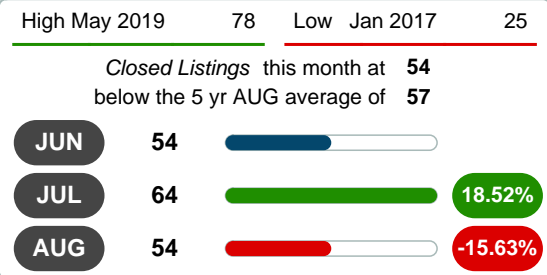 High May 2019 78 Low Jan 2017 25
Closed Listings this month at 54
below the 5 yr AUG average of 57
JUN 54
JUL 64 18.52%
AUG 54 -15.63%